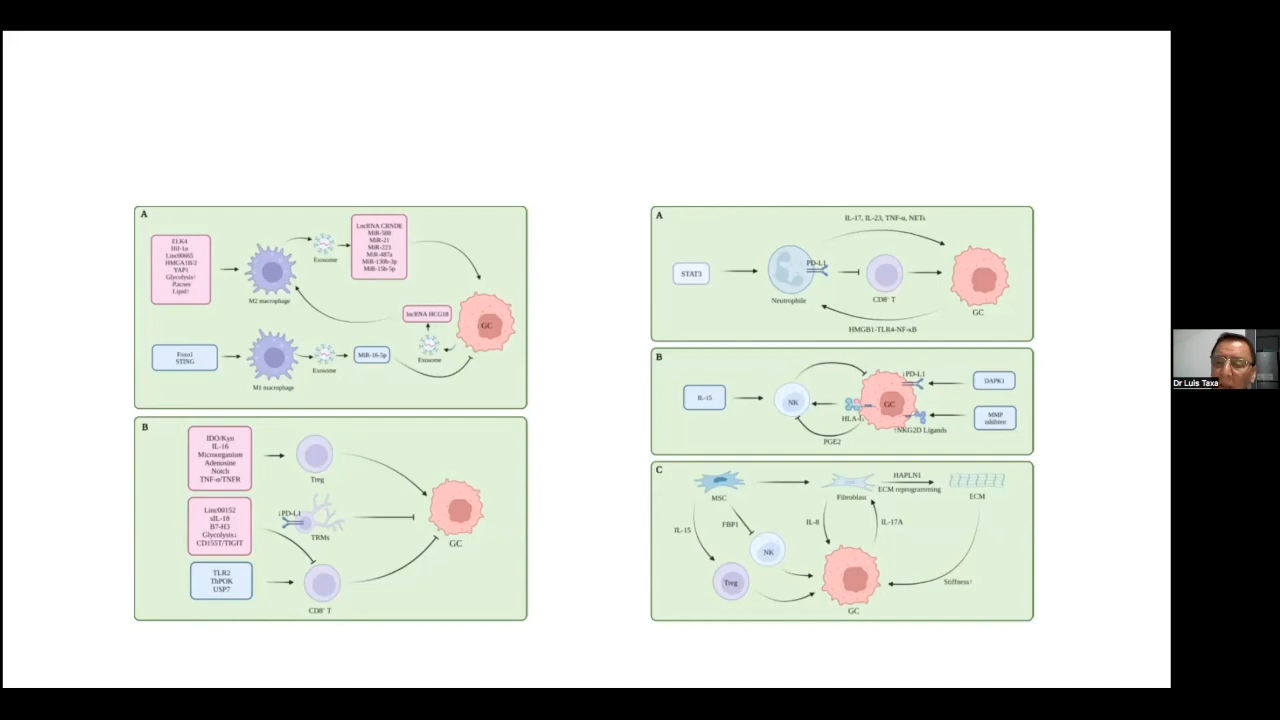 A
ELK4
Hif-1α
Linc00665
HMGA1B/2
YAP1
Glycolysis↑
P.acnes
Lipid↑
M2 macrophage
Exosome
LncRNA CRNDE
MiR-588
MiR-21
MiR-223
MiR-487a
MiR-130b-3p
MiR-15b-5p
lncRNA HCG18
GC
Exosome
Foxo1
STING
M1 macrophage
Exosome
MiR-16-5p
B
IDO/Kyn
IL-16
Microorganism
Adenosine
Notch
TNF-α/TNFR
Treg
Linc00152
sIL-18
B7-H3
Glycolysis↓
CD155T/TIGIT
↓PD-L1
TRMs
GC
TLR2
ThPOK
USP7
CD8⁺ T
A
IL-17, IL-23, TNF-α, NETs
STAT3
PD-L1
Neutrophile
CD8⁺ T
GC
HMGB1-TLR4-NF-κB
B
IL-15
NK
HLA-G
PGE2
GC
↓PD-L1
DAPK1
MMP
inhibitor
↑NKG2D Ligands
C
MSC
Fibroblast
HAPLN1
ECM reprogramming
ECM
IL-15
FBP1
IL-8
IL-17A
NK
Treg
GC
Stiffness↑
Dr Luis Taxa